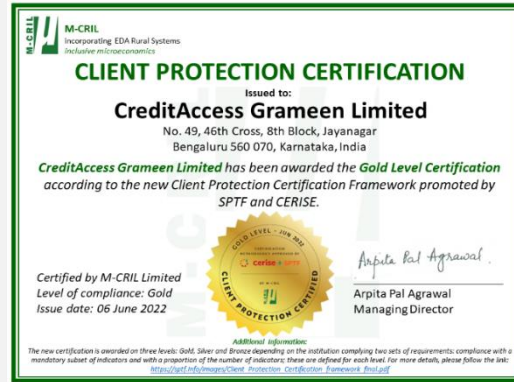 M-CRIL
M-CRIL
Incorporating EDA Rural Systems
inclusive microeconomics
CLIENT PROTECTION CERTIFICATION
Issued to:
CreditAccess Grameen Limited
No. 49, 46th Cross, 8th Block, Jayanagar
Bengaluru 560 070, Karnataka, India
CreditAccess Grameen Limited has been awarded the Gold Level Certification
according to the new Client Protection Certification Framework promoted by
SPTF and CERISE.
GOLD LEVEL - JUN 2022
CERTIFICATION
METHODOLOGY APPROVED BY
Cerise + SPTF
BY M-CRIL
CLIENT PROTECTION CERTIFIED
Certified by M-CRIL Limited
Level of compliance: Gold
Issue date: 06 June 2022
Arpita Pal Agrawal.
Arpita Pal Agrawal
Managing Director
Additional Information:
The new certification is awarded on three levels: Gold, Silver and Bronze depending on the institution complying two sets of requirements: compliance with a
mandatory subset of indicators and with a proportion of the number of indicators; these are defined for each level. For more details, please follow the link:
https://sptf.info/images/Client_Protection_Certification_framework_final.pdf